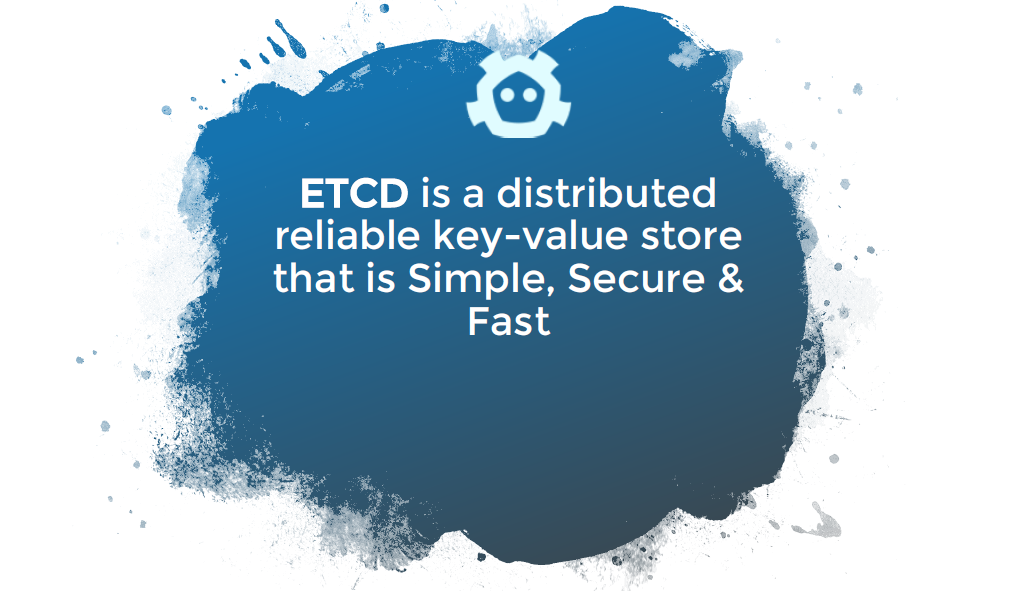 ETCD is a distributed
reliable key-value store
that is Simple, Secure &
Fast